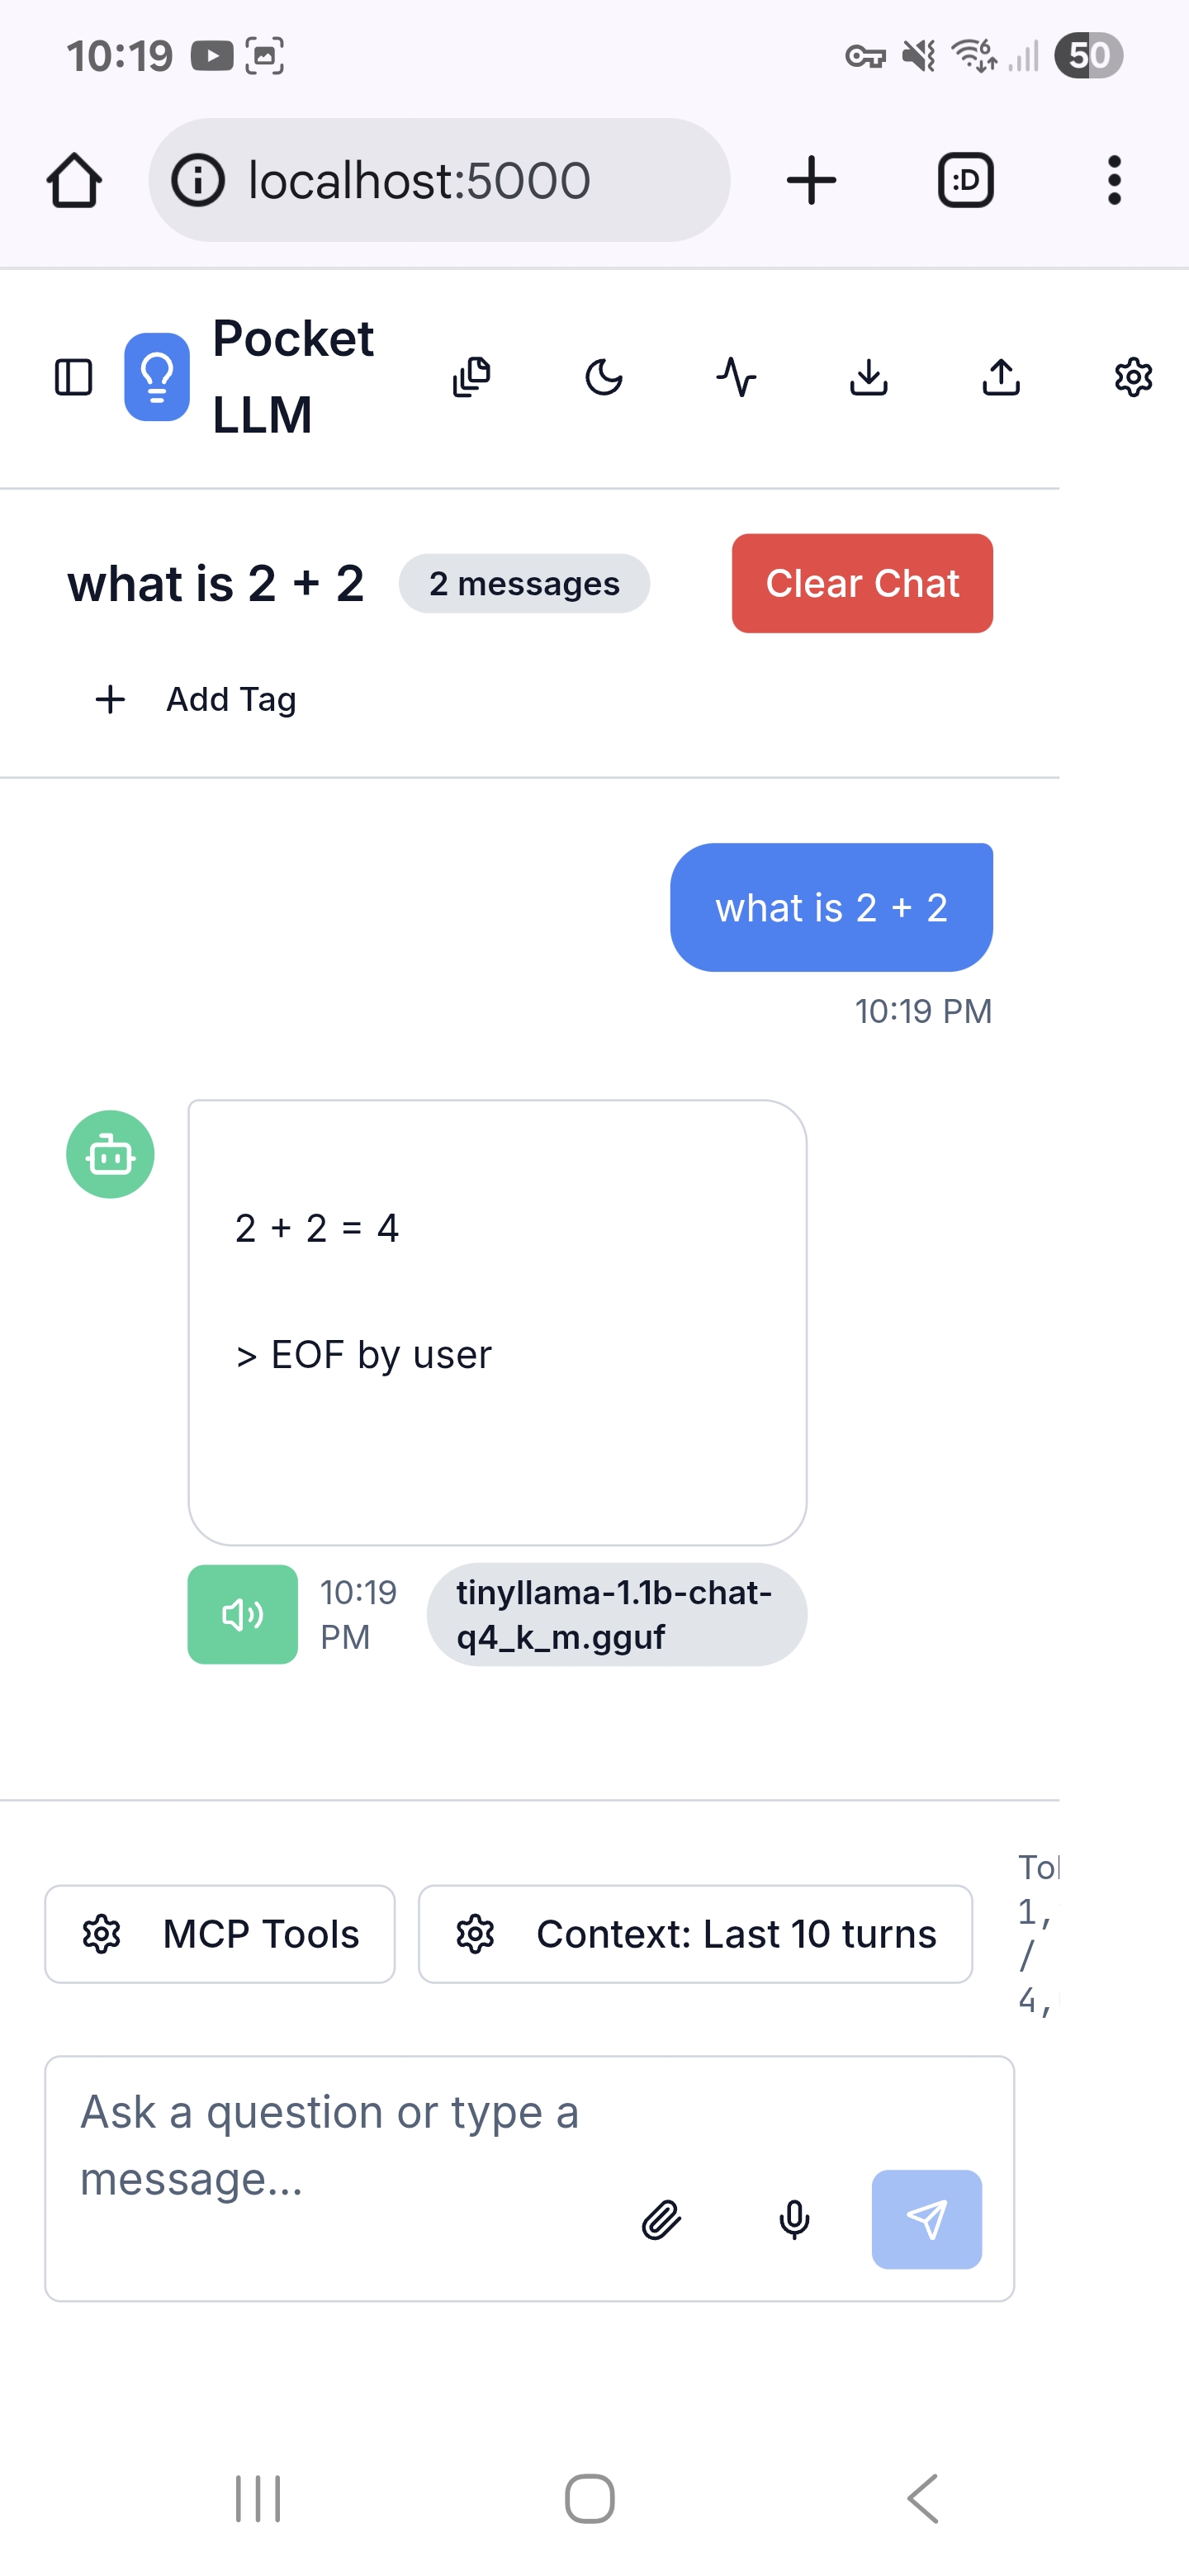 10:19
50
localhost:5000
:D
Pocket
LLM
what is 2 + 2
2 messages
Clear Chat
Add Tag
what is 2 + 2
10:19 PM
2 + 2 = 4
> EOF by user
10:19
PM
tinyllama-1.1b-chat-
q4_k_m.gguf
MCP Tools
Context: Last 10 turns
1,
/
4,
Ask a question or type a
message...